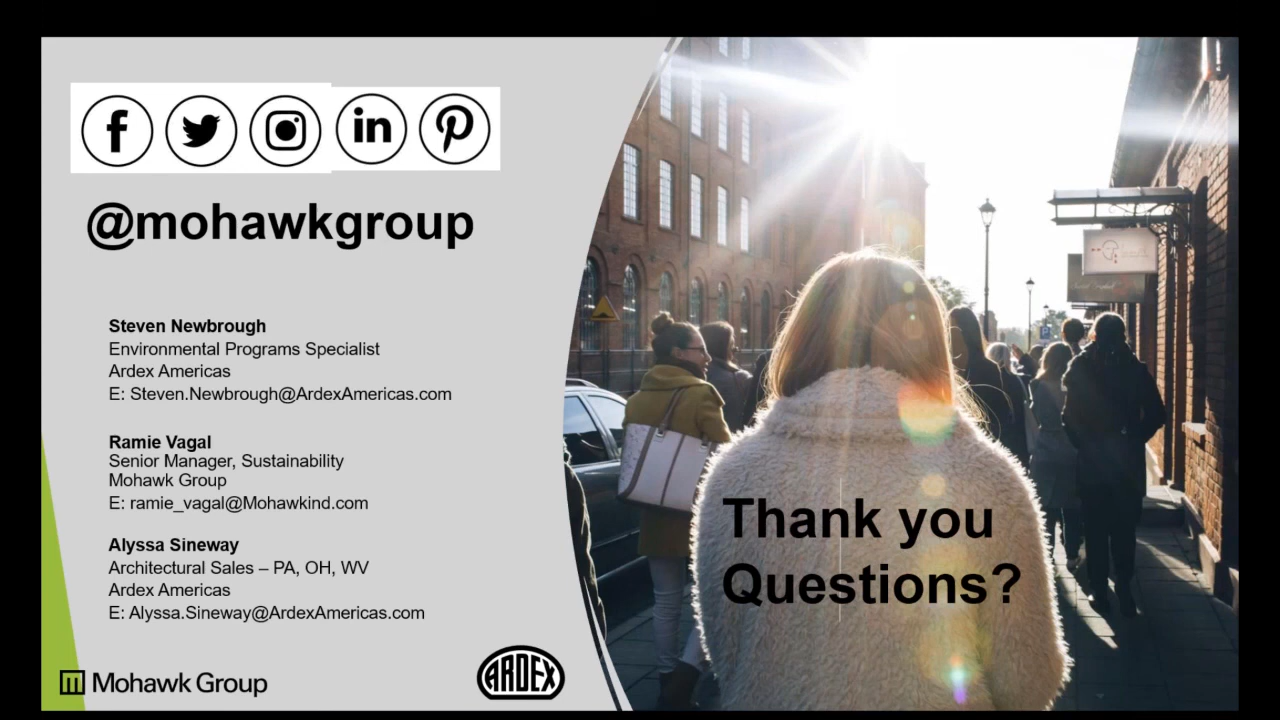 @mohawkgroup
Steven Newbrough
Environmental Programs Specialist
Ardex Americas
E: Steven.Newbrough@ArdexAmericas.com
Ramie Vagal
Senior Manager, Sustainability
Mohawk Group
E: ramie_vagal@Mohawkind.com
Alyssa Sineway
Architectural Sales – PA, OH, WV
Ardex Americas
E: Alyssa.Sineway@ArdexAmericas.com
Mohawk Group
ARDEX
Thank you
Questions?